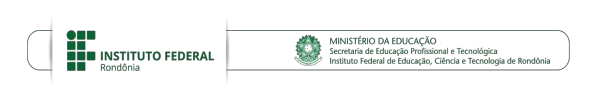 INSTITUTO FEDERAL
Rondônia
MINISTÉRIO DA EDUCAÇÃO
Secretaria de Educação Profissional e Tecnológica
Instituto Federal de Educação, Ciência e Tecnologia de Rondônia